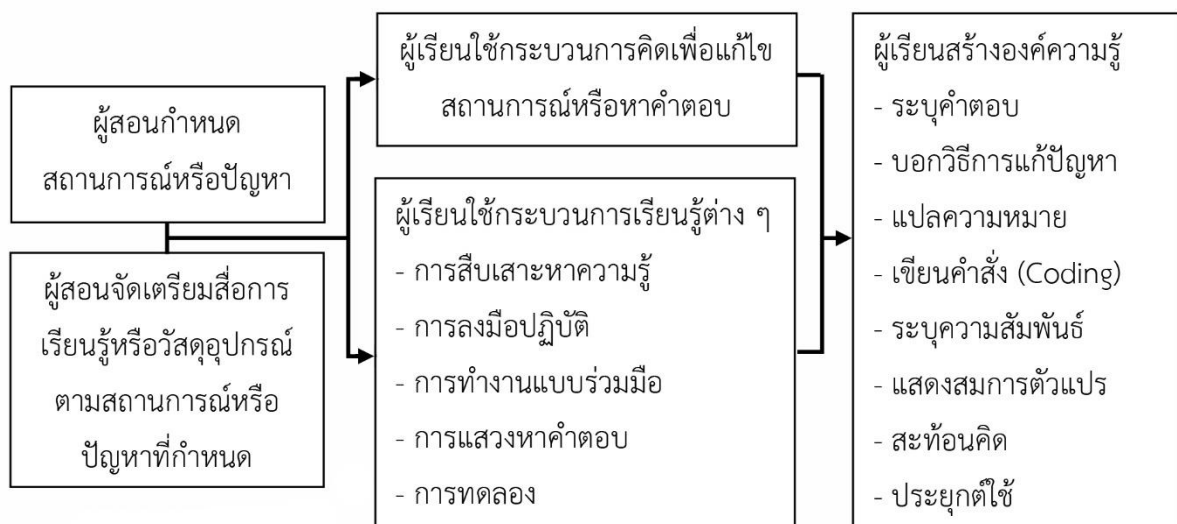 ผู้สอนกำหนด
สถานการณ์หรือปัญหา
ผู้สอนจัดเตรียมสื่อการ
เรียนรู้หรือวัสดุอุปกรณ์
ตามสถานการณ์หรือ
ปัญหาที่กำหนด
ผู้เรียนใช้กระบวนการคิดเพื่อแก้ไข
สถานการณ์หรือหาคำตอบ
ผู้เรียนใช้กระบวนการเรียนรู้ต่าง ๆ
- การสืบเสาะหาความรู้
- การลงมือปฏิบัติ
- การทำงานแบบร่วมมือ
- การแสวงหาคำตอบ
- การทดลอง
ผู้เรียนสร้างองค์ความรู้
- ระบุคำตอบ
- บอกวิธีการแก้ปัญหา
- แปลความหมาย
- เขียนคำสั่ง (Coding)
- ระบุความสัมพันธ์
- แสดงสมการตัวแปร
- สะท้อนคิด
- ประยุกต์ใช้